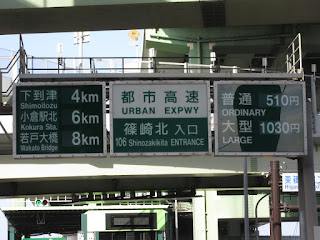 下到津 4km
Shimoitozu
小倉駅北 6km
Kokura Sta.
若戸大橋 8km
Wakato Bridge
都市高速
URBAN EXPWY
篠崎北 入口
106 Shinozakikita ENTRANCE
普通 510円
ORDINARY
大型 1030円
LARGE